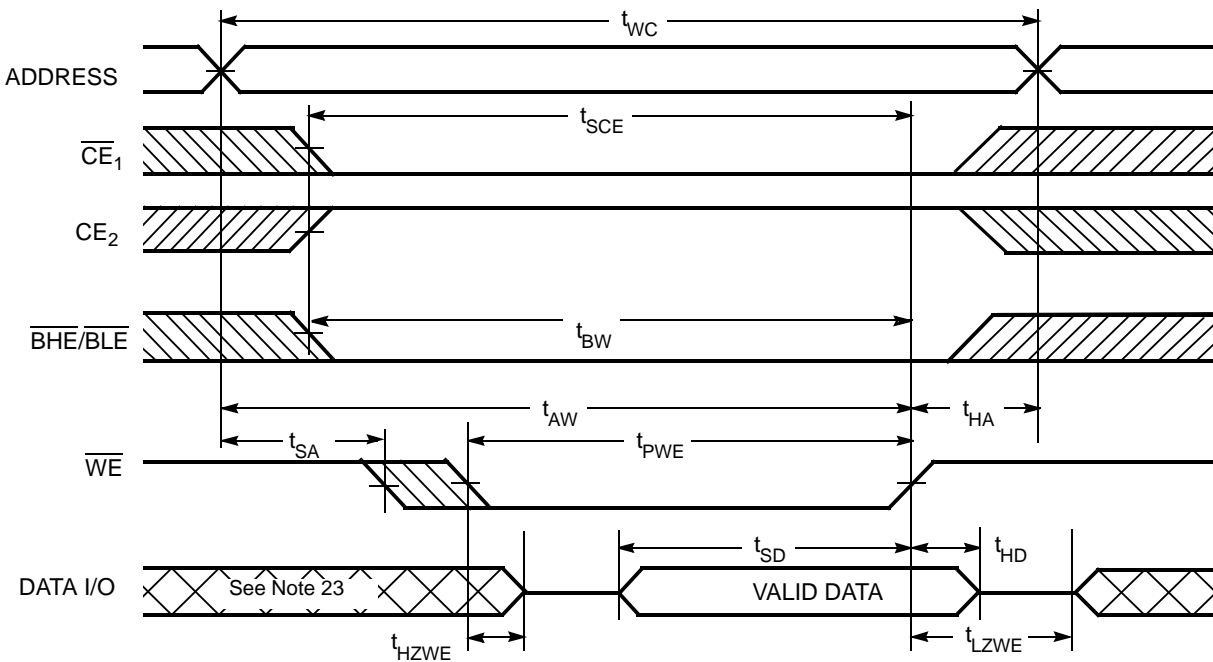 tWC
ADDRESS
tSCE
CE1
CE2
BHE/BLE
tBW
tAW
tHA
tSA
tPWE
WE
tSD
tHD
DATA I/O
See Note 23
VALID DATA
tHZWE
tLZWE